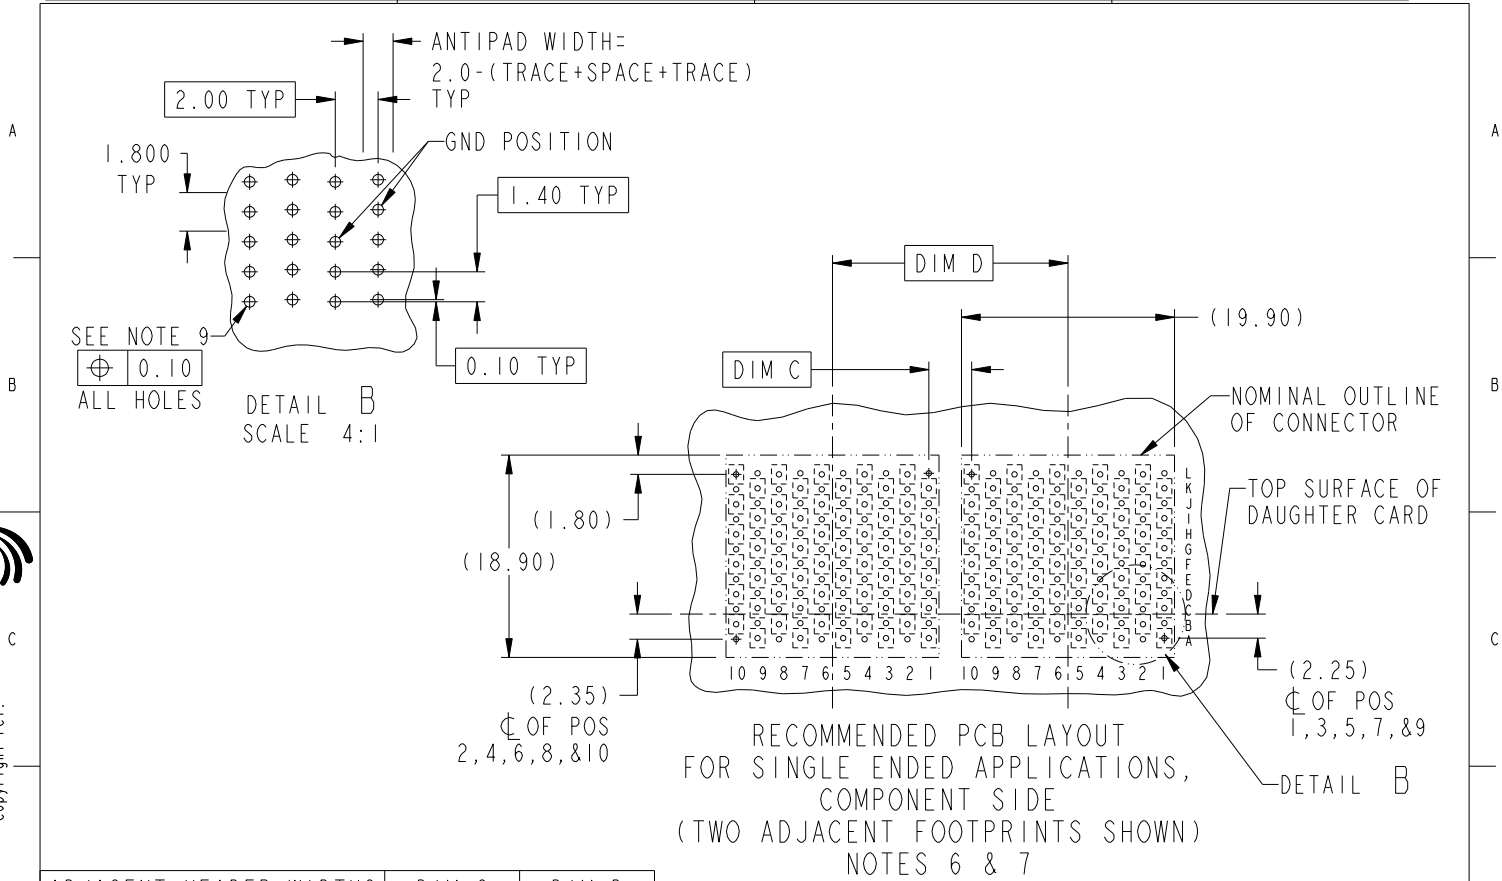 ANTIPAD WIDTH=
2.0-(TRACE+SPACE+TRACE)
TYP
2.00 TYP
GND POSITION
1.800
TYP
1.40 TYP
SEE NOTE 9
0.10
ALL HOLES
0.10 TYP
DETAIL B
SCALE 4:1
A
B
C
A
B
C
DIM D
(19.90)
DIM C
NOMINAL OUTLINE
OF CONNECTOR
TOP SURFACE OF
DAUGHTER CARD
(1.80)
(18.90)
L
K
J
I
H
G
F
E
D
C
B
A
10 9 8 7 6 5 4 3 2 1
10 9 8 7 6 5 4 3 2 1
(2.35)
℄ OF POS
2,4,6,8,&10
(2.25)
℄ OF POS
1,3,5,7,&9
DETAIL B
RECOMMENDED PCB LAYOUT
FOR SINGLE ENDED APPLICATIONS,
COMPONENT SIDE
(TWO ADJACENT FOOTPRINTS SHOWN)
NOTES 6 & 7
Copyright FCI.